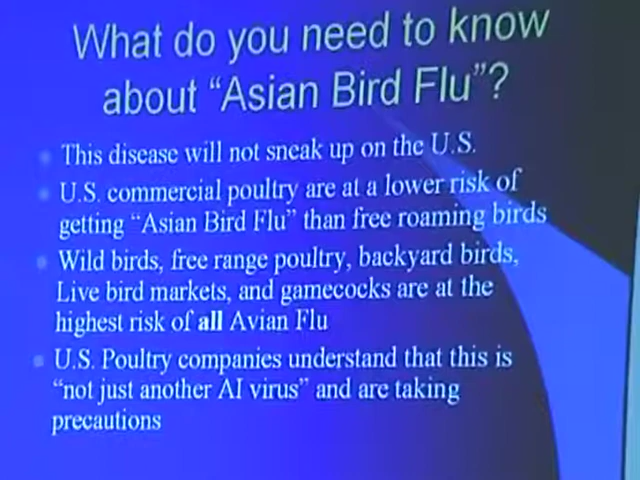 What do you need to know
about “Asian Bird Flu”?
This disease will not sneak up on the U.S.
U.S. commercial poultry are at a lower risk of
getting “Asian Bird Flu” than free roaming birds
Wild birds, free range poultry, backyard birds,
Live bird markets, and gamecocks are at the
highest risk of all Avian Flu
U.S. Poultry companies understand that this is
“not just another AI virus” and are taking
precautions